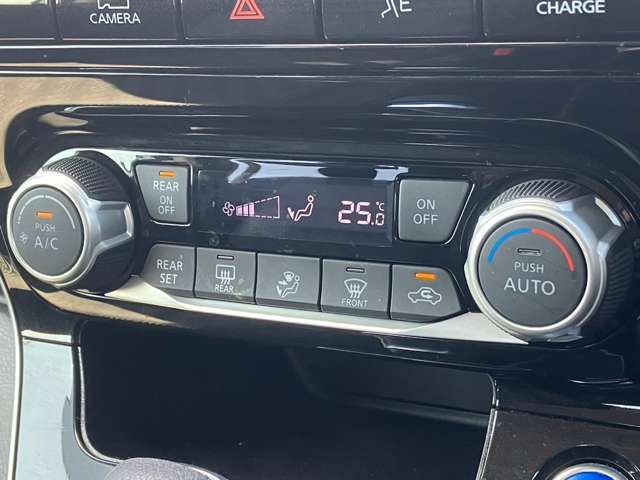 CAMERA
CHARGE
PUSH
A/C
REAR
ON
OFF
25.0
°C
ON
OFF
REAR
SET
REAR
FRONT
PUSH
AUTO